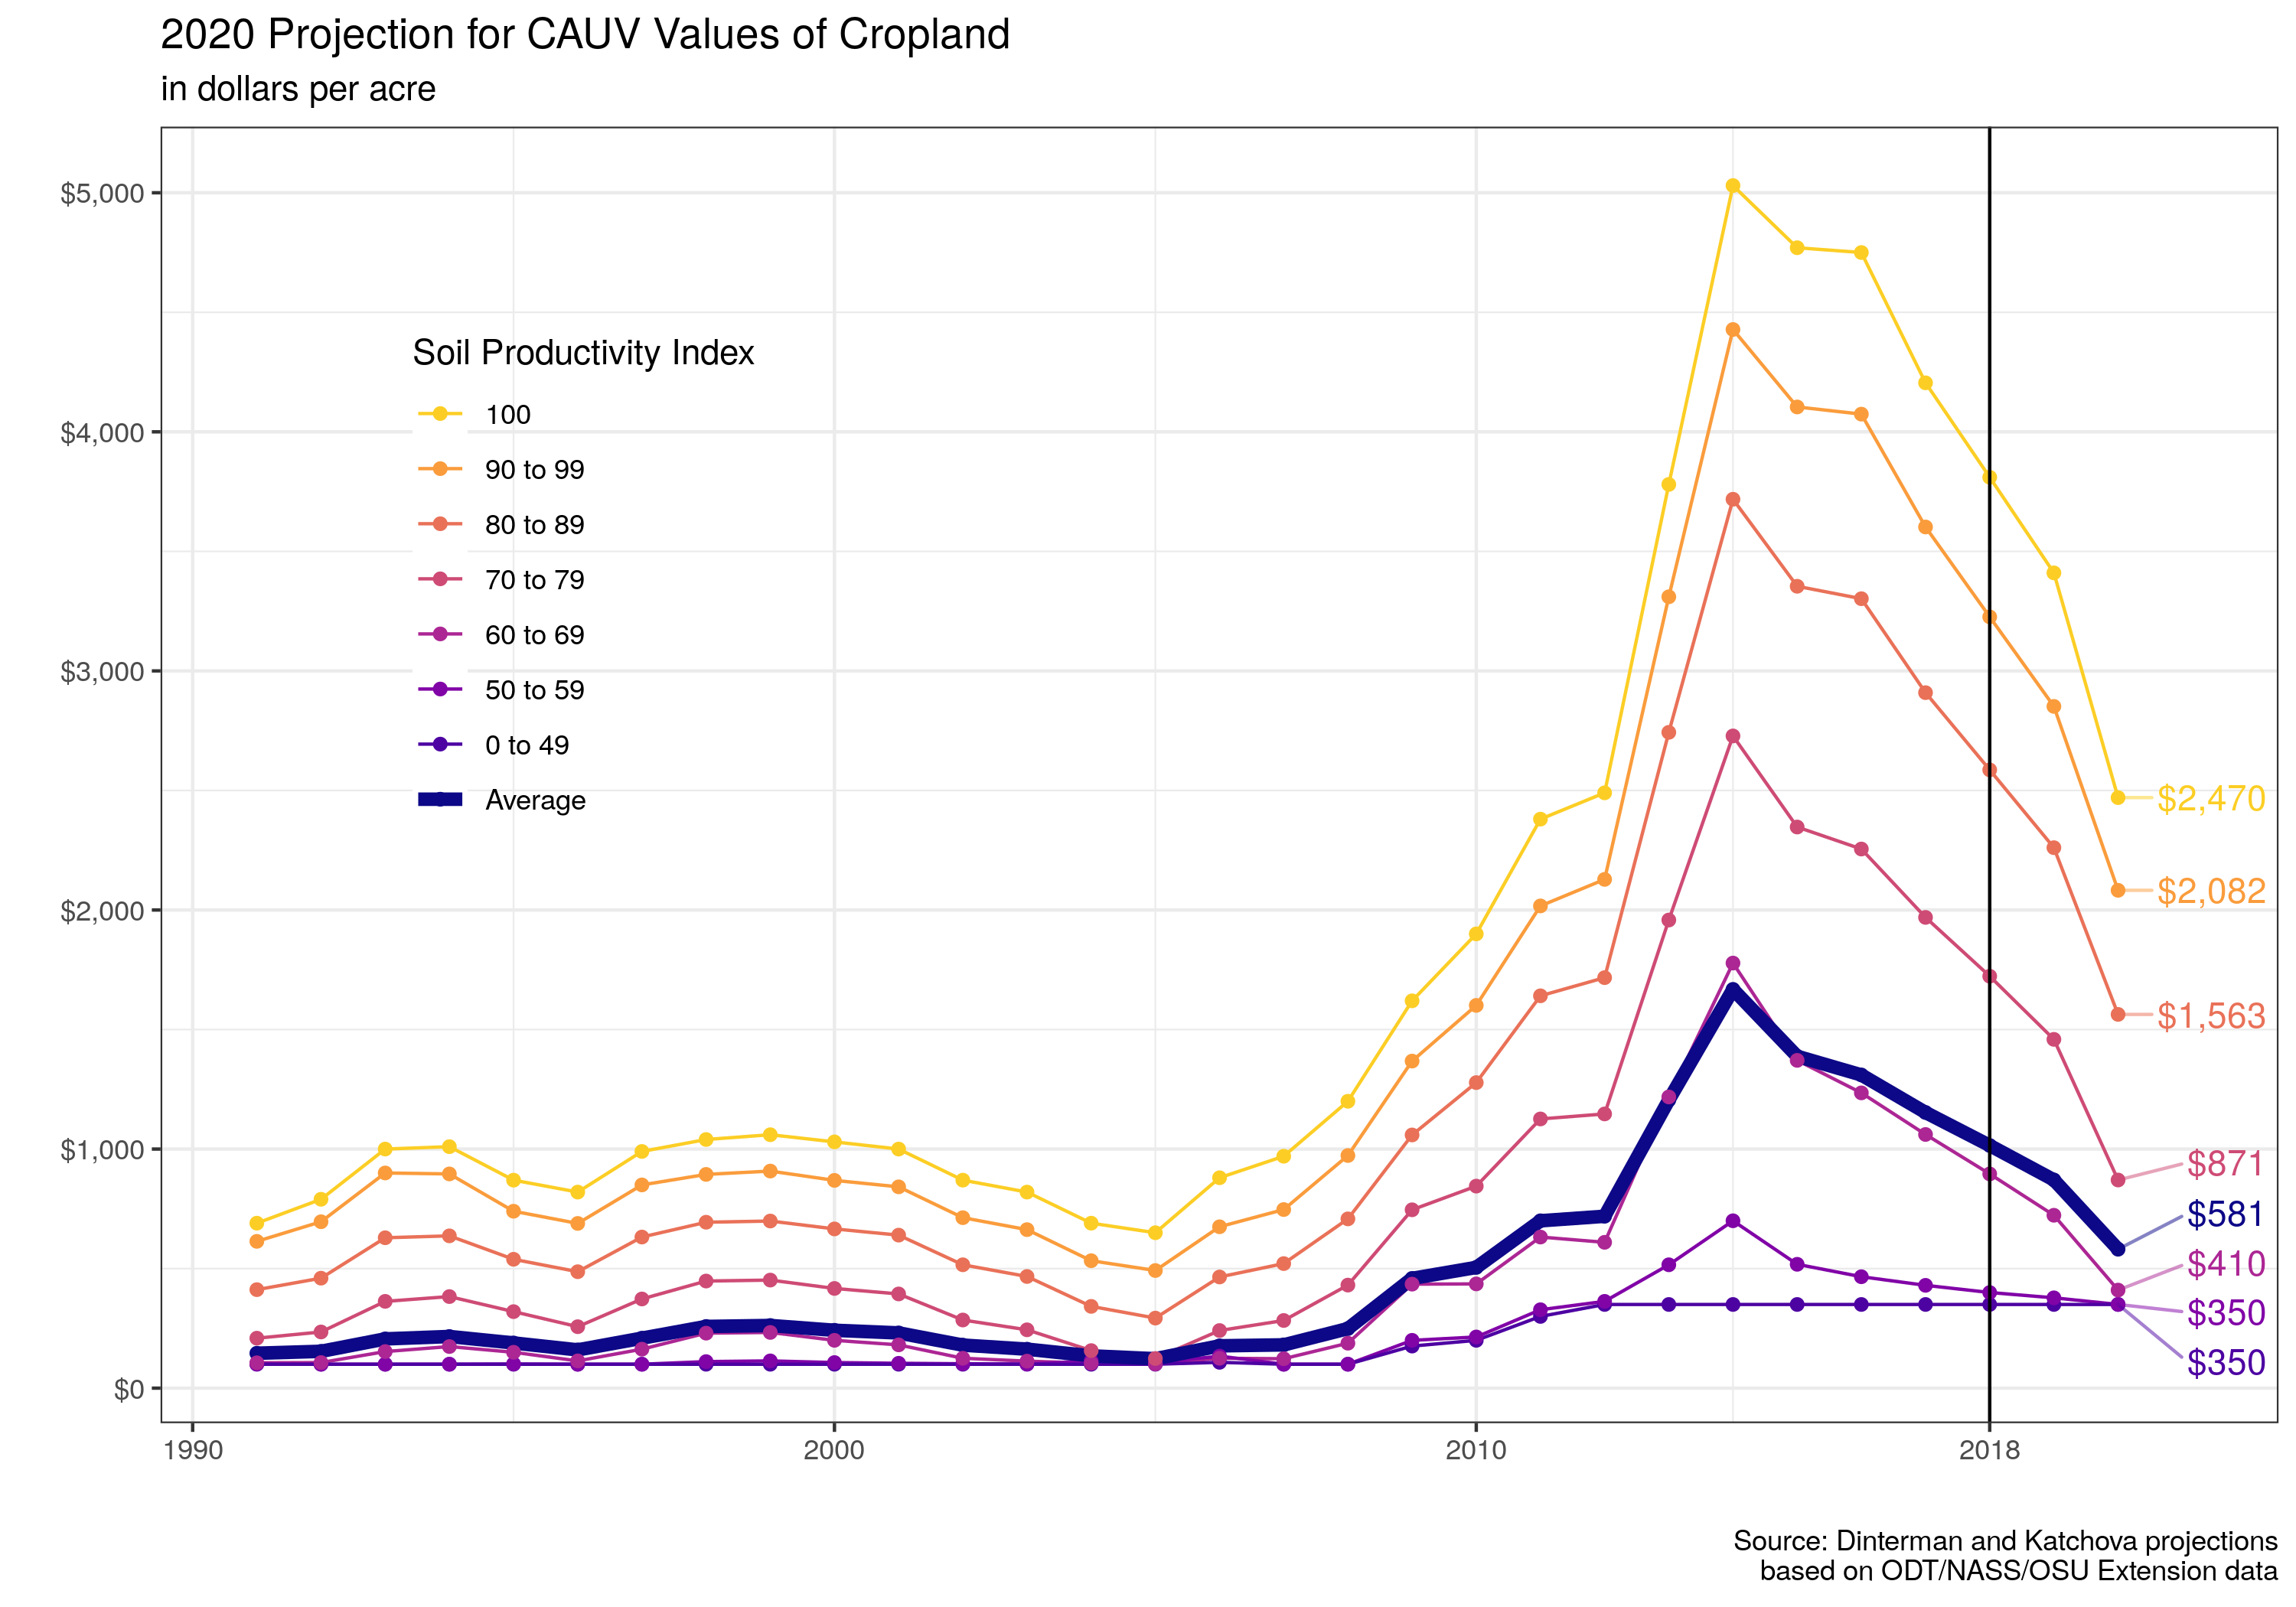 2020 Projection for CAUV Values of Cropland
in dollars per acre
$5,000
$4,000
$3,000
$2,000
$1,000
$0
Soil Productivity Index
100
90 to 99
80 to 89
70 to 79
60 to 69
50 to 59
0 to 49
Average
$2,470
$2,082
$1,563
$871
$581
$410
$350
$350
1990
2000
2010
2018
Source: Dinterman and Katchova projections
based on ODT/NASS/OSU Extension data